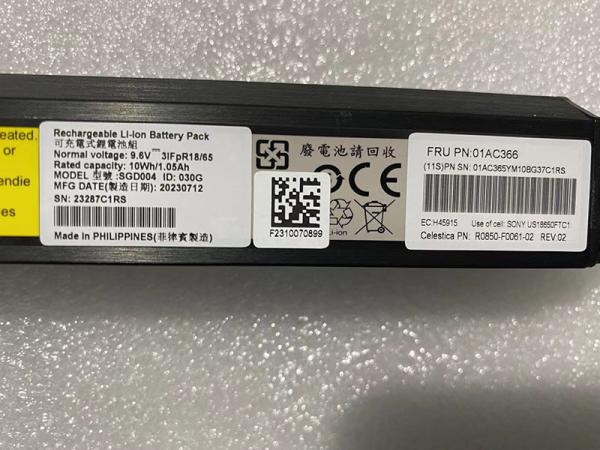 eated.
or
endie
es
Rechargeable Li-Ion Battery Pack
可充電式鋰電池組
Normal voltage: 9.6V⎓ 3IFpR18/65
Rated capacity: 10Wh/1.05Ah
MODEL 型號:SGD004 ID: 030G
MFG DATE(製造日期): 20230712
SN: 23287C1RS
Made in PHILIPPINES(菲律賓製造)
廢電池請回收
CE
F2310070899
Li-ion
FRU PN:01AC366
(11S)PN SN: 01AC365YM10BG37C1RS
EC:H45915 Use of cell: SONY US18650FTC1
Celestica PN: R0850-F0061-02 REV:02